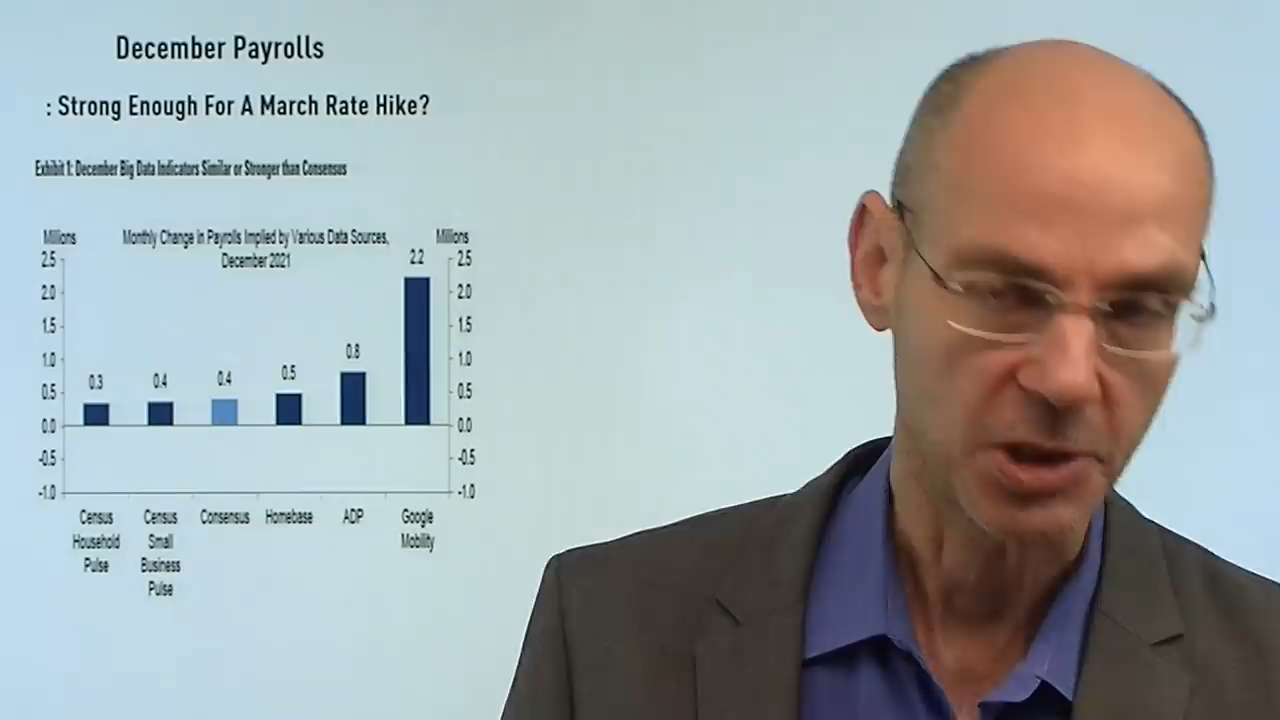 December Payrolls
: Strong Enough For A March Rate Hike?
Exhibit 1: December Big Data Indicators Similar or Stronger than Consensus
Millions
Monthly Change in Payrolls Implied by Various Data Sources,
December 2021
Millions
2.5
2.0
1.5
1.0
0.5
0.0
-0.5
-1.0
0.3
0.4
0.4
0.5
0.8
2.2
2.5
2.0
1.5
1.0
0.5
0.0
-0.5
-1.0
Census
Household
Pulse
Census
Small
Business
Pulse
Consensus
Homebase
ADP
Google
Mobility